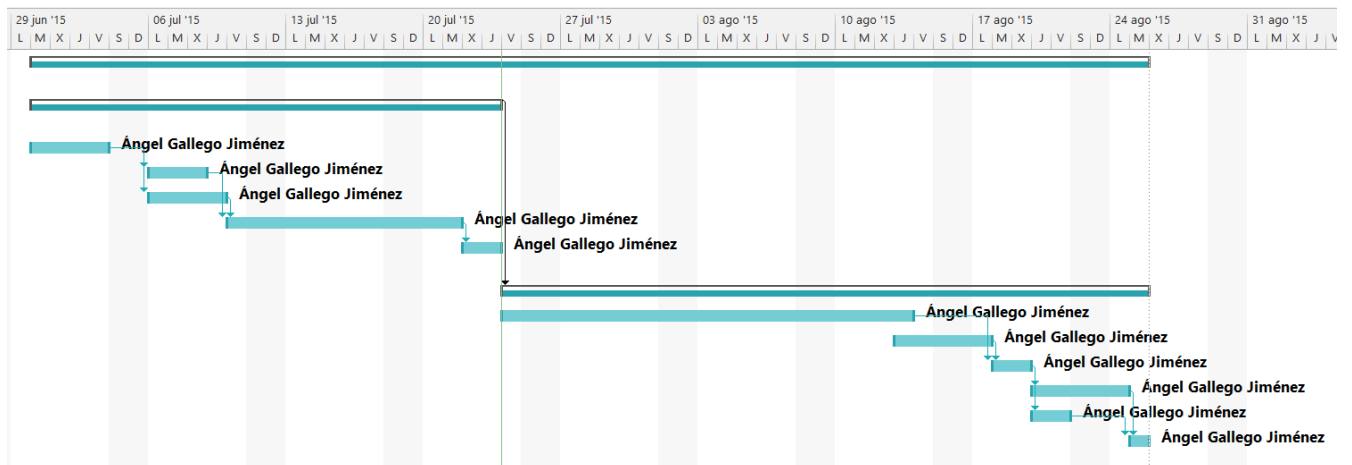 29 jun '15 06 jul '15 13 jul '15 20 jul '15 27 jul '15 03 ago '15 10 ago '15 17 ago '15 24 ago '15 31 ago '15
L M X J V S D L M X J V S D L M X J V S D L M X J V S D L M X J V S D L M X J V S D L M X J V S D L M X J V S D L M X J V S D L M X J V
Ángel Gallego Jiménez
Ángel Gallego Jiménez
Ángel Gallego Jiménez
Ángel Gallego Jiménez
Ángel Gallego Jiménez
Ángel Gallego Jiménez
Ángel Gallego Jiménez
Ángel Gallego Jiménez
Ángel Gallego Jiménez
Ángel Gallego Jiménez
Ángel Gallego Jiménez